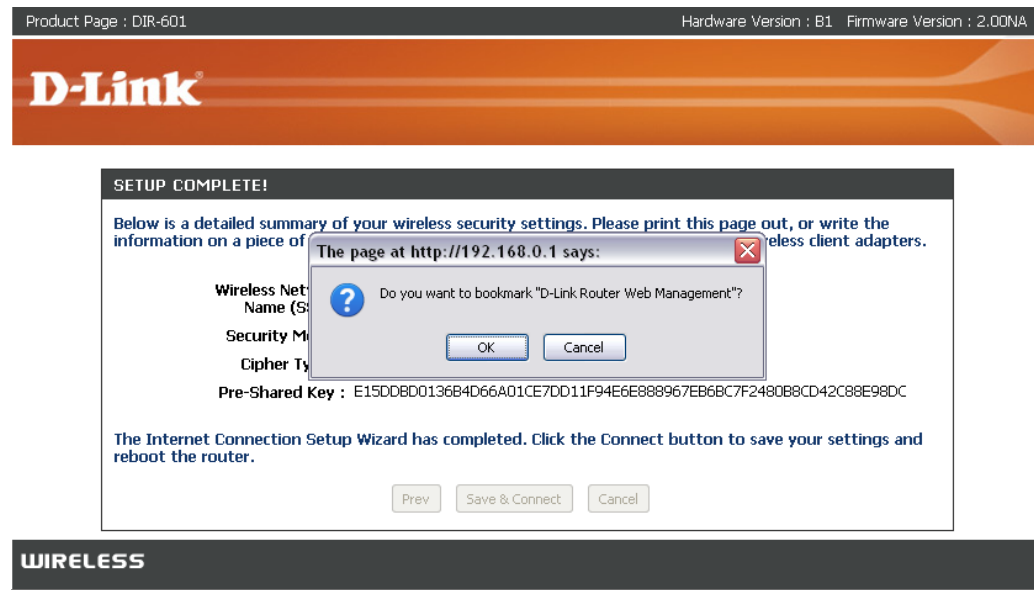 Product Page : DIR-601 Hardware Version : B1 Firmware Version : 2.00NA
D-Link®
SETUP COMPLETE!
Below is a detailed summary of your wireless security settings. Please print this page out, or write the
information on a piece of
eless client adapters.
The page at http://192.168.0.1 says:
Do you want to bookmark "D-Link Router Web Management"?
OK Cancel
Wireless Net
Name (S
Security M
Cipher Ty
Pre-Shared Key : E15DDBD0136B4D66A01CE7DD11F94E6E888967EB6BC7F2480B8CD42C88E98DC
The Internet Connection Setup Wizard has completed. Click the Connect button to save your settings and
reboot the router.
Prev Save & Connect Cancel
WIRELESS